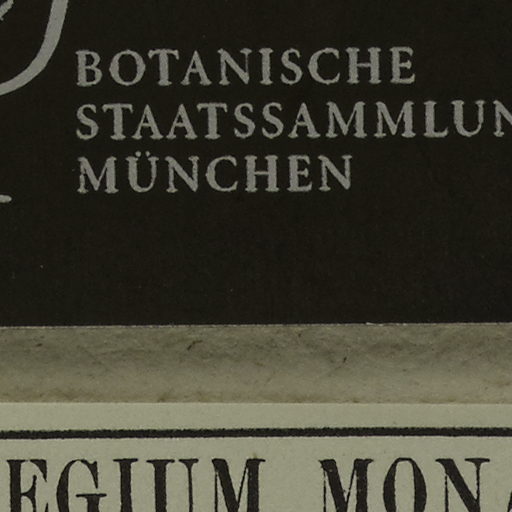 BOTANISCHE
STAATSSAMMLUN
MÜNCHEN
EGIUM MONA